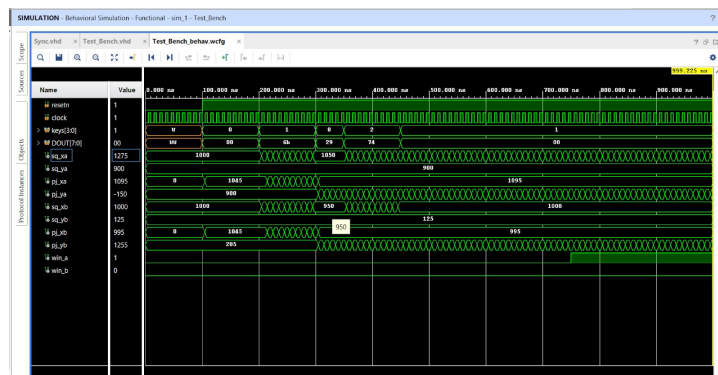 SIMULATION - Behavioral Simulation - Functional - sim_1 - Test_Bench ?
Sync.vhd × Test_Bench.vhd × Test_Bench_behav.wcfg × ?
Scope
Sources
Objects
Protocol Instances
999.225 ns
Name Value 0.000 ns 100.000 ns 200.000 ns 300.000 ns 400.000 ns 500.000 ns 600.000 ns 700.000 ns 800.000 ns 900.000 ns
resetn 1
clock 1
keys[3:0] 1 U 0 1 0 2 1
DOUT[7:0] 00 UU 00 6b 29 74 00
sq_xa 1275 1000 1050
sq_ya 900 900
pj_xa 1095 0 1045 1095
pj_ya -150 900
sq_xb 1000 1000 950 1000
sq_yb 125 125
pj_xb 995 0 1045 995
950
pj_yb 1255 205
win_a 1
win_b 0